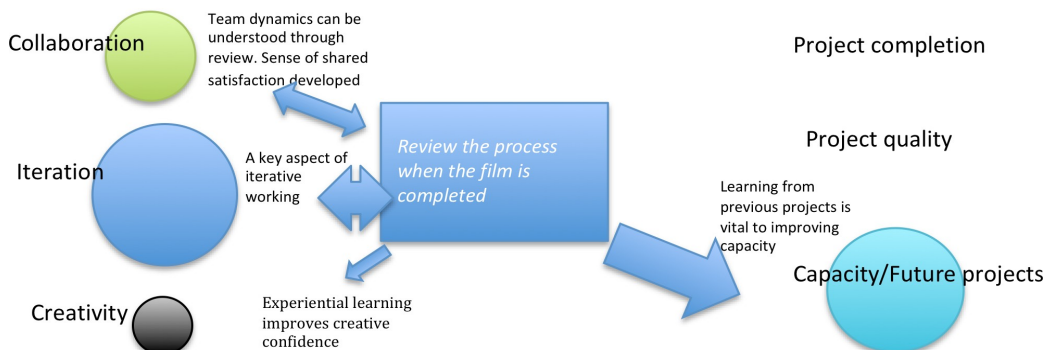 Collaboration
Team dynamics can be
understood through
review. Sense of shared
satisfaction developed
Iteration
A key aspect of
iterative
working
Creativity
Experiential learning
improves creative
confidence
Review the process
when the film is
completed
Project completion
Project quality
Learning from
previous projects is
vital to improving
capacity
Capacity/Future projects